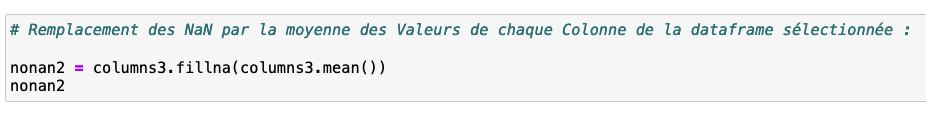 # Remplacement des NaN par la moyenne des Valeurs de chaque Colonne de la dataframe sélectionnée :
nonan2 = columns3.fillna(columns3.mean())
nonan2